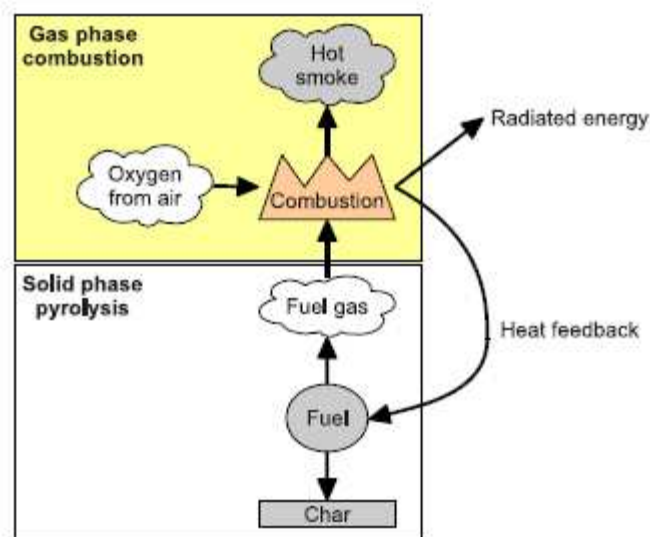 Gas phase
combustion
Hot
smoke
Radiated energy
Oxygen
from air
Combustion
Solid phase
pyrolysis
Fuel gas
Heat feedback
Fuel
Char